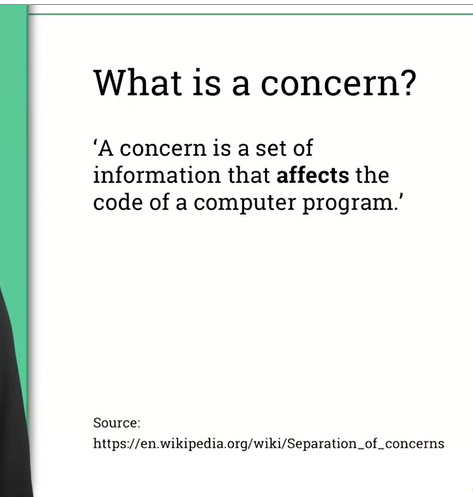 What is a concern?
‘A concern is a set of
information that affects the
code of a computer program.’
Source:
https://en.wikipedia.org/wiki/Separation_of_concerns